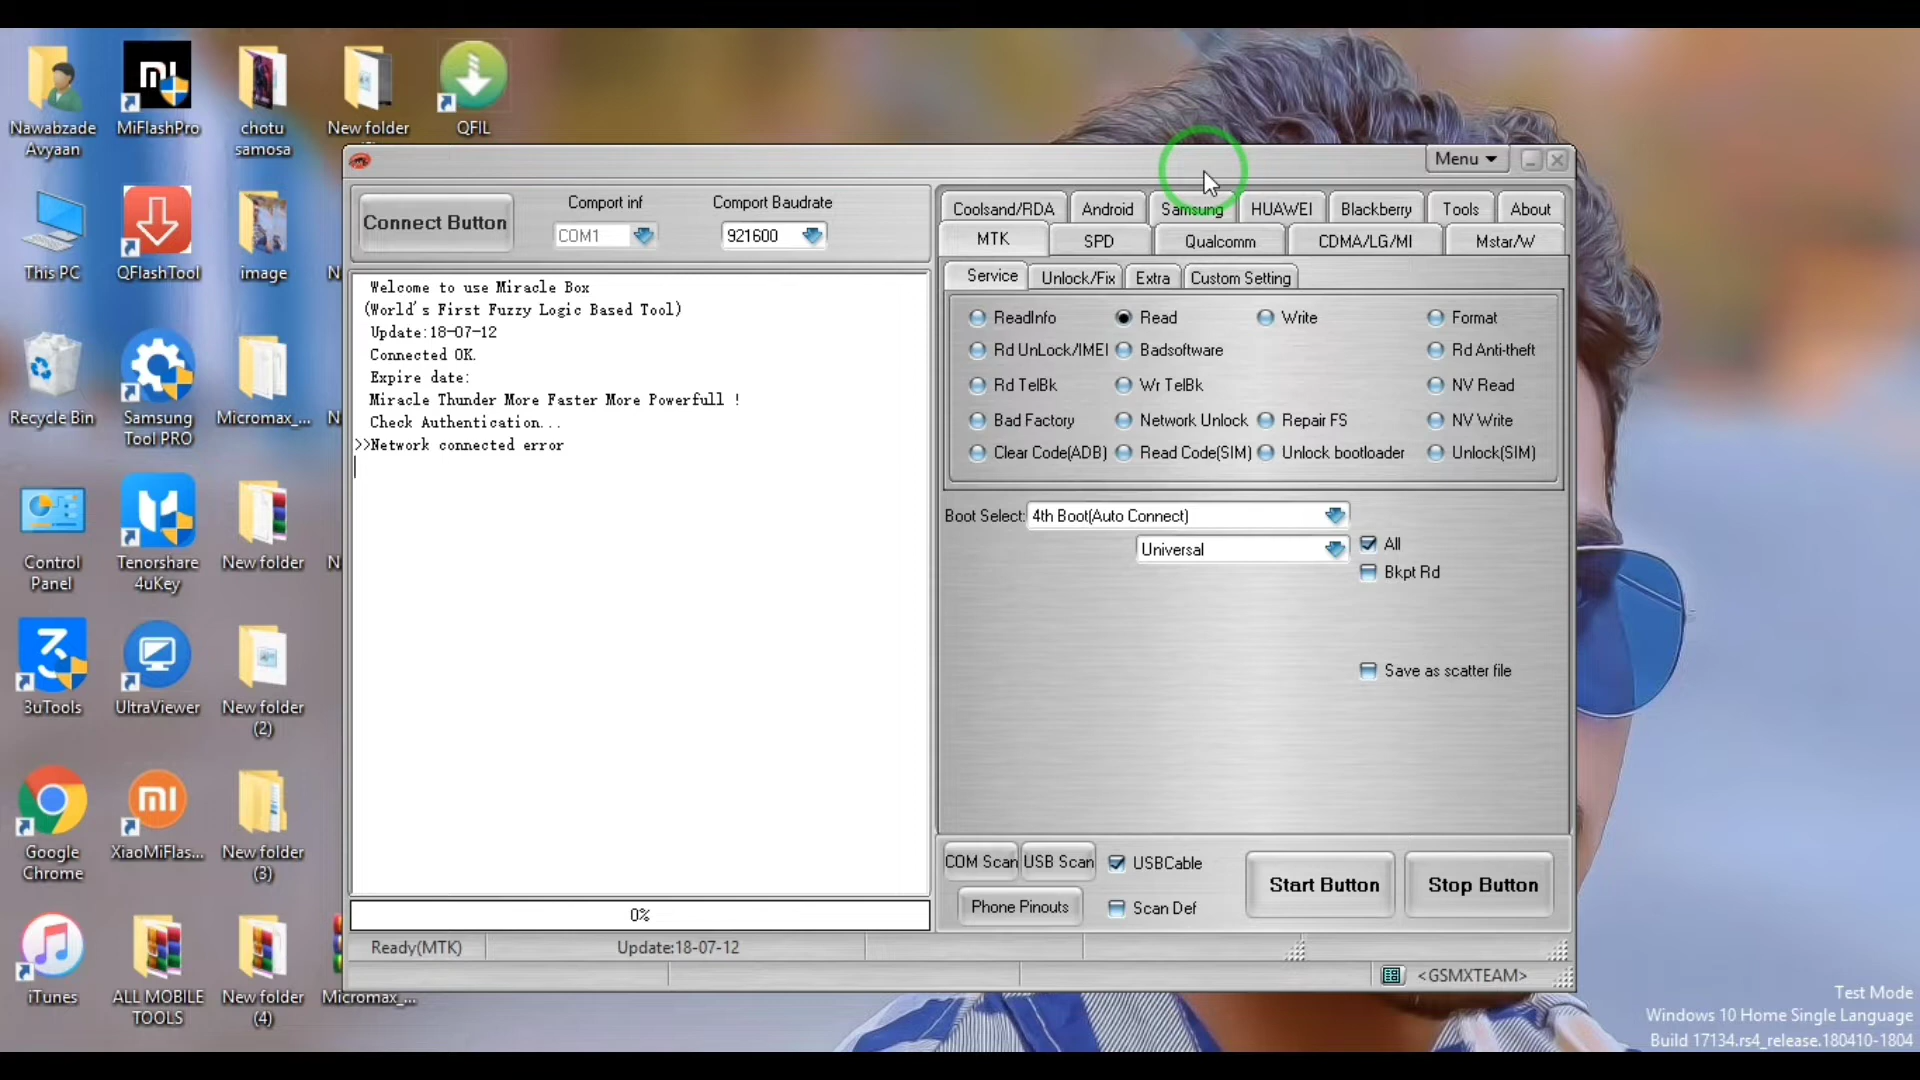 Nawabzade
Avyaan
MiFlashPro
chotu
samosa
New folder
QFIL
This PC
QFlashTool
image
N
Recycle Bin
Samsung
Tool PRO
Micromax_...
N
Control
Panel
Tenorshare
4uKey
New folder
N
3uTools
UltraViewer
New folder
(2)
Google
Chrome
XiaoMiFlas...
New folder
(3)
iTunes
ALL MOBILE
TOOLS
New folder
(4)
Micromax_...
Menu
Connect Button
Comport inf
COM1
Comport Baudrate
921600
Welcome to use Miracle Box
(World's First Fuzzy Logic Based Tool)
Update:18-07-12
Connected OK.
Expire date:
Miracle Thunder More Faster More Powerfull !
Check Authentication...
>>Network connected error
0%
Coolsand/RDA Android Samsung HUAWEI Blackberry Tools About
MTK SPD Qualcomm CDMA/LG/MI Mstar/W
Service Unlock/Fix Extra Custom Setting
ReadInfo Read Write Format
Rd UnLock/IMEI Badsoftware Rd Anti-theft
Rd TelBk Wr TelBk NV Read
Bad Factory Network Unlock Repair FS NV Write
Clear Code(ADB) Read Code(SIM) Unlock bootloader Unlock(SIM)
Boot Select: 4th Boot(Auto Connect)
Universal All
Bkpt Rd
Save as scatter file
COM Scan USB Scan USBCable
Phone Pinouts Scan Def
Start Button Stop Button
Ready(MTK) Update:18-07-12
<GSMXTEAM>
Test Mode
Windows 10 Home Single Language
Build 17134.rs4_release.180410-1804